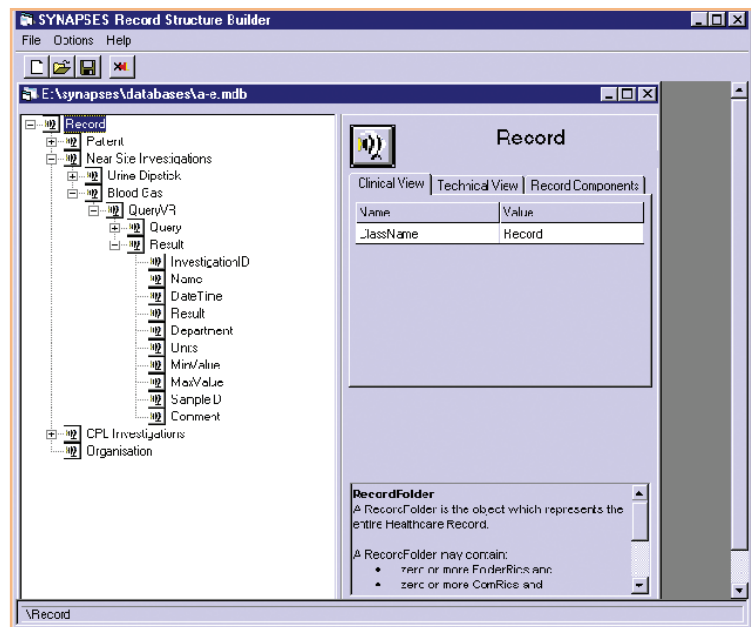 SYNAPSES Record Structure Builder
File Options Help
E:\synapses\databases\a-e.mdb
Record
Patient
Near Site Investigations
Urine Dipstick
Blood Gas
QueryVR
Query
Result
InvestigationID
Name
DateTime
Result
Department
Units
MinValue
MaxValue
SampleID
Comment
CPL Investigations
Organisation
Record
Clinical View Technical View Record Components
Name Value
ClassName Record
RecordFolder
A RecordFolder is the object which represents the
entire Healthcare Record.
A RecordFolder may contain:
• zero or more FolderRics and
• zero or more ComRics and
\Record